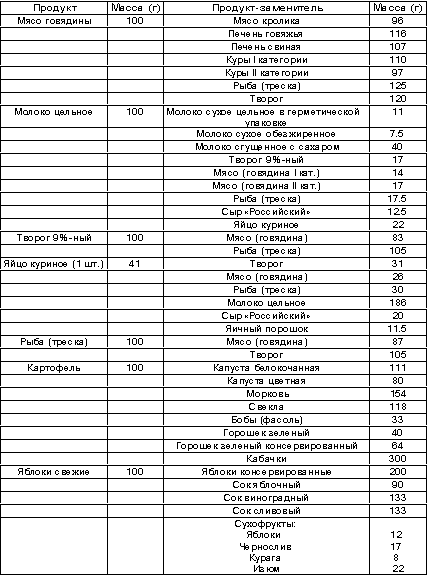 Продукт Масса (г) Продукт-заменитель Масса (г)
Мясо говядины 100 Мясо кролика 96
Печень говяжья 116
Печень свиная 107
Куры I категории 110
Куры II категории 97
Рыба (треска) 125
Творог 120
Молоко цельное 100 Молоко сухое цельное в герметической 11
упаковке
Молоко сухое обезжиренное 7.5
Молоко сгущенное с сахаром 40
Творог 9%-ный 17
Мясо (говядина I кат.) 14
Мясо (говядина II кат.) 17
Рыба (треска) 17.5
Сыр «Российский» 12.5
Яйцо куриное 22
Творог 9%-ный 100 Мясо (говядина) 83
Рыба (треска) 105
Яйцо куриное (1 шт.) 41 Творог 31
Мясо (говядина) 26
Рыба (треска) 30
Молоко цельное 186
Сыр «Российский» 20
Яичный порошок 11.5
Рыба (треска) 100 Мясо (говядина) 87
Творог 105
Картофель 100 Капуста белокочанная 111
Капуста цветная 80
Морковь 154
Свекла 118
Бобы (фасоль) 33
Горошек зеленый 40
Горошек зеленый консервированный 64
Кабачки 300
Яблоки свежие 100 Яблоки консервированные 200
Сок яблочный 90
Сок виноградный 133
Сок сливовый 133
Сухофрукты:
Яблоки 12
Чернослив 17
Курага 8
Изюм 22